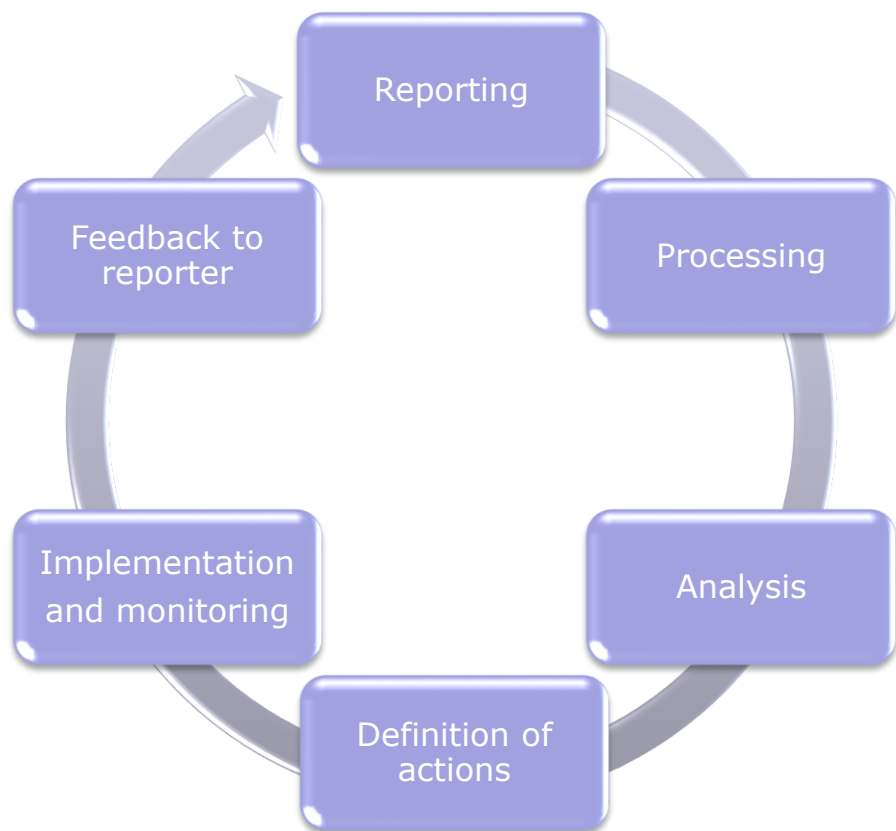 Reporting
Processing
Analysis
Definition of
actions
Implementation
and monitoring
Feedback to
reporter